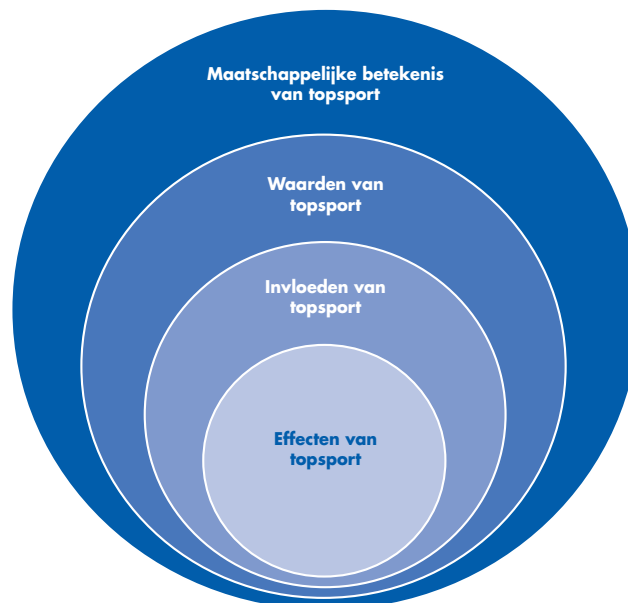 Maatschappelijke betekenis
van topsport
Waarden van
topsport
Invloeden van
topsport
Effecten van
topsport